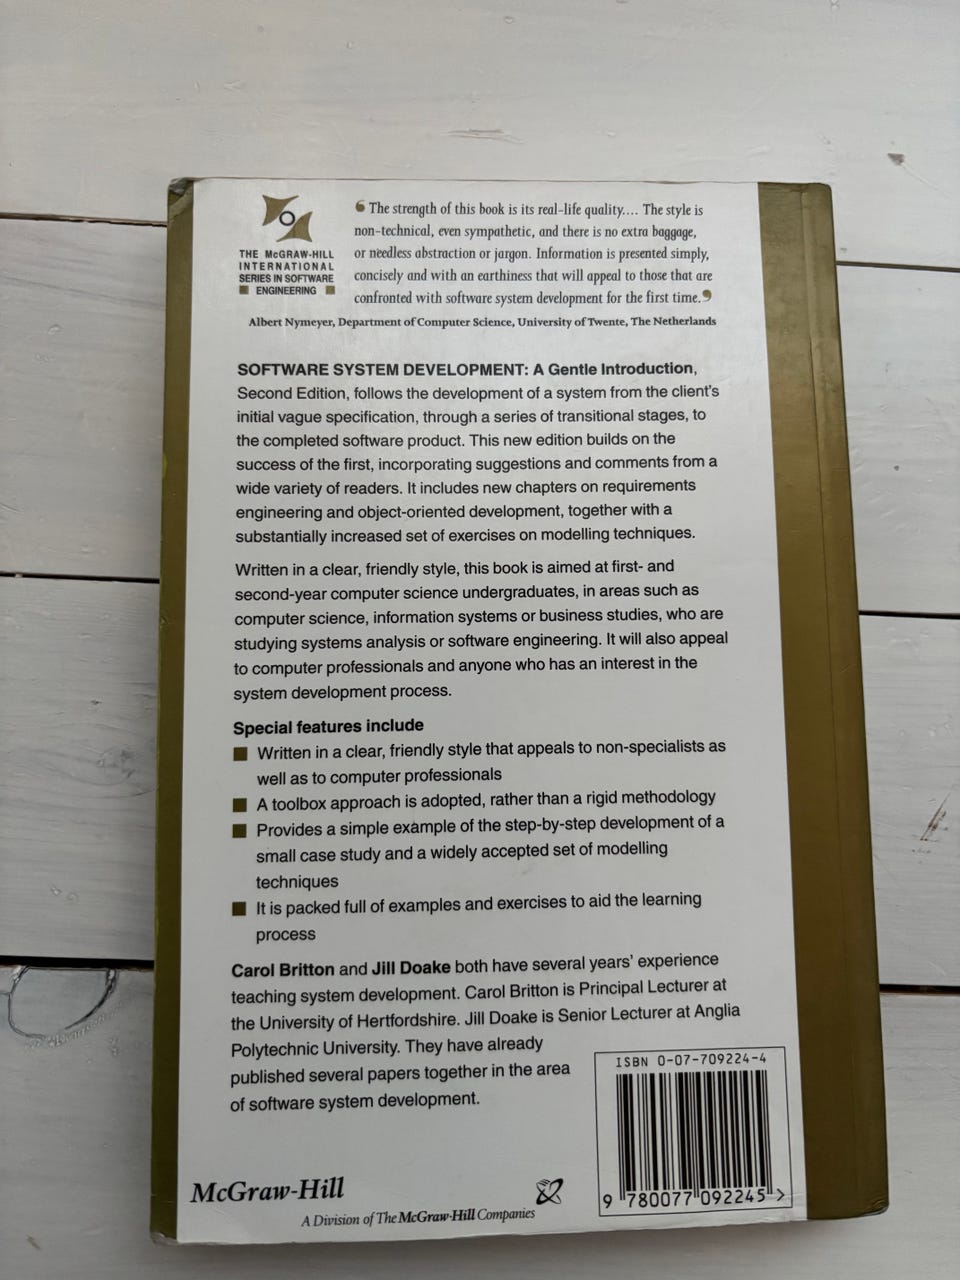 THE McGRAW-HILL
INTERNATIONAL
SERIES IN SOFTWARE
ENGINEERING
❛ The strength of this book is its real-life quality.... The style is
non-technical, even sympathetic, and there is no extra baggage,
or needless abstraction or jargon. Information is presented simply,
concisely and with an earthiness that will appeal to those that are
confronted with software system development for the first time.❜
Albert Nymeyer, Department of Computer Science, University of Twente, The Netherlands
SOFTWARE SYSTEM DEVELOPMENT: A Gentle Introduction,
Second Edition, follows the development of a system from the client's
initial vague specification, through a series of transitional stages, to
the completed software product. This new edition builds on the
success of the first, incorporating suggestions and comments from a
wide variety of readers. It includes new chapters on requirements
engineering and object-oriented development, together with a
substantially increased set of exercises on modelling techniques.
Written in a clear, friendly style, this book is aimed at first- and
second-year computer science undergraduates, in areas such as
computer science, information systems or business studies, who are
studying systems analysis or software engineering. It will also appeal
to computer professionals and anyone who has an interest in the
system development process.
Special features include
■ Written in a clear, friendly style that appeals to non-specialists as
well as to computer professionals
■ A toolbox approach is adopted, rather than a rigid methodology
■ Provides a simple example of the step-by-step development of a
small case study and a widely accepted set of modelling
techniques
■ It is packed full of examples and exercises to aid the learning
process
Carol Britton and Jill Doake both have several years' experience
teaching system development. Carol Britton is Principal Lecturer at
the University of Hertfordshire. Jill Doake is Senior Lecturer at Anglia
Polytechnic University. They have already
published several papers together in the area
of software system development.
ISBN 0-07-709224-4
9 780077 092245 >
McGraw-Hill
A Division of The McGraw-Hill Companies